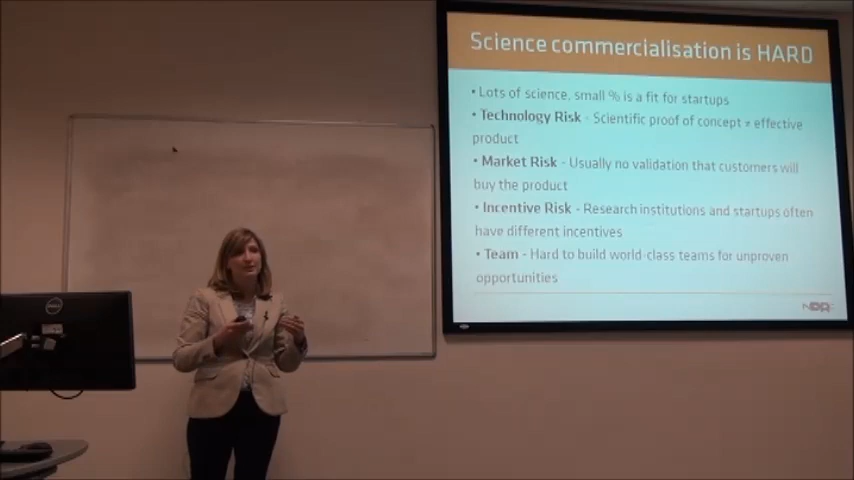 Science commercialisation is HARD
• Lots of science, small % is a fit for startups
• Technology Risk - Scientific proof of concept ≠ effective
product
• Market Risk - Usually no validation that customers will
buy the product
• Incentive Risk - Research institutions and startups often
have different incentives
• Team - Hard to build world-class teams for unproven
opportunities
NDRC
DELL